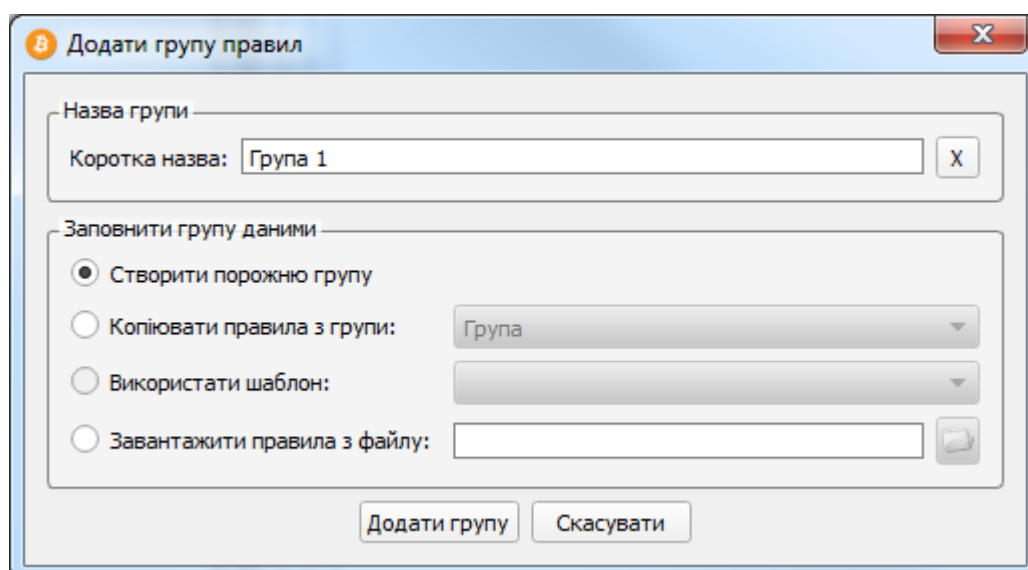 Додати групу правил
Назва групи
Коротка назва: Група 1 X
Заповнити групу даними
Створити порожню групу
Копіювати правила з групи: Група
Використати шаблон:
Завантажити правила з файлу:
Додати групу Скасувати